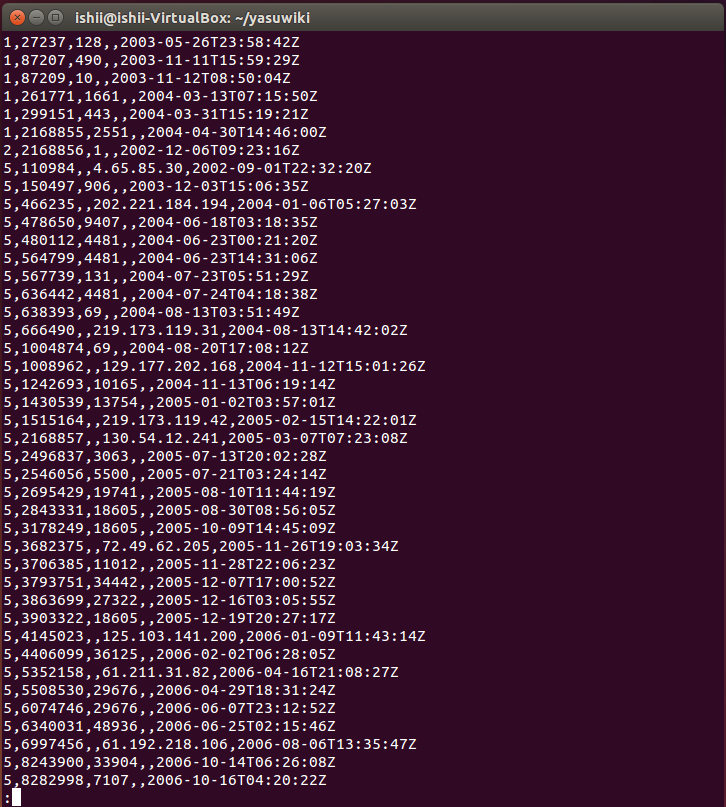 ishii@ishii-VirtualBox: ~/yasuwiki
1,27237,128,,2003-05-26T23:58:42Z
1,87207,490,,2003-11-11T15:59:29Z
1,87209,10,,2003-11-12T08:50:04Z
1,261771,1661,,2004-03-13T07:15:50Z
1,299151,443,,2004-03-31T15:19:21Z
1,2168855,2551,,2004-04-30T14:46:00Z
2,2168856,1,,2002-12-06T09:23:16Z
5,110984,,4.65.85.30,2002-09-01T22:32:20Z
5,150497,906,,2003-12-03T15:06:35Z
5,466235,,202.221.184.194,2004-01-06T05:27:03Z
5,478650,9407,,2004-06-18T03:18:35Z
5,480112,4481,,2004-06-23T00:21:20Z
5,564799,4481,,2004-06-23T14:31:06Z
5,567739,131,,2004-07-23T05:51:29Z
5,636442,4481,,2004-07-24T04:18:38Z
5,638393,69,,2004-08-13T03:51:49Z
5,666490,,219.173.119.31,2004-08-13T14:42:02Z
5,1004874,69,,2004-08-20T17:08:12Z
5,1008962,,129.177.202.168,2004-11-12T15:01:26Z
5,1242693,10165,,2004-11-13T06:19:14Z
5,1430539,13754,,2005-01-02T03:57:01Z
5,1515164,,219.173.119.42,2005-02-15T14:22:01Z
5,2168857,,130.54.12.241,2005-03-07T07:23:08Z
5,2496837,3063,,2005-07-13T20:02:28Z
5,2546056,5500,,2005-07-21T03:24:14Z
5,2695429,19741,,2005-08-10T11:44:19Z
5,2843331,18605,,2005-08-30T08:56:05Z
5,3178249,18605,,2005-10-09T14:45:09Z
5,3682375,,72.49.62.205,2005-11-26T19:03:34Z
5,3706385,11012,,2005-11-28T22:06:23Z
5,3793751,34442,,2005-12-07T17:00:52Z
5,3863699,27322,,2005-12-16T03:05:55Z
5,3903322,18605,,2005-12-19T20:27:17Z
5,4145023,,125.103.141.200,2006-01-09T11:43:14Z
5,4406099,36125,,2006-02-02T06:28:05Z
5,5352158,,61.211.31.82,2006-04-16T21:08:27Z
5,5508530,29676,,2006-04-29T18:31:24Z
5,6074746,29676,,2006-06-07T23:12:52Z
5,6340031,48936,,2006-06-25T02:15:46Z
5,6997456,,61.192.218.106,2006-08-06T13:35:47Z
5,8243900,33904,,2006-10-14T06:26:08Z
5,8282998,7107,,2006-10-16T04:20:22Z
: